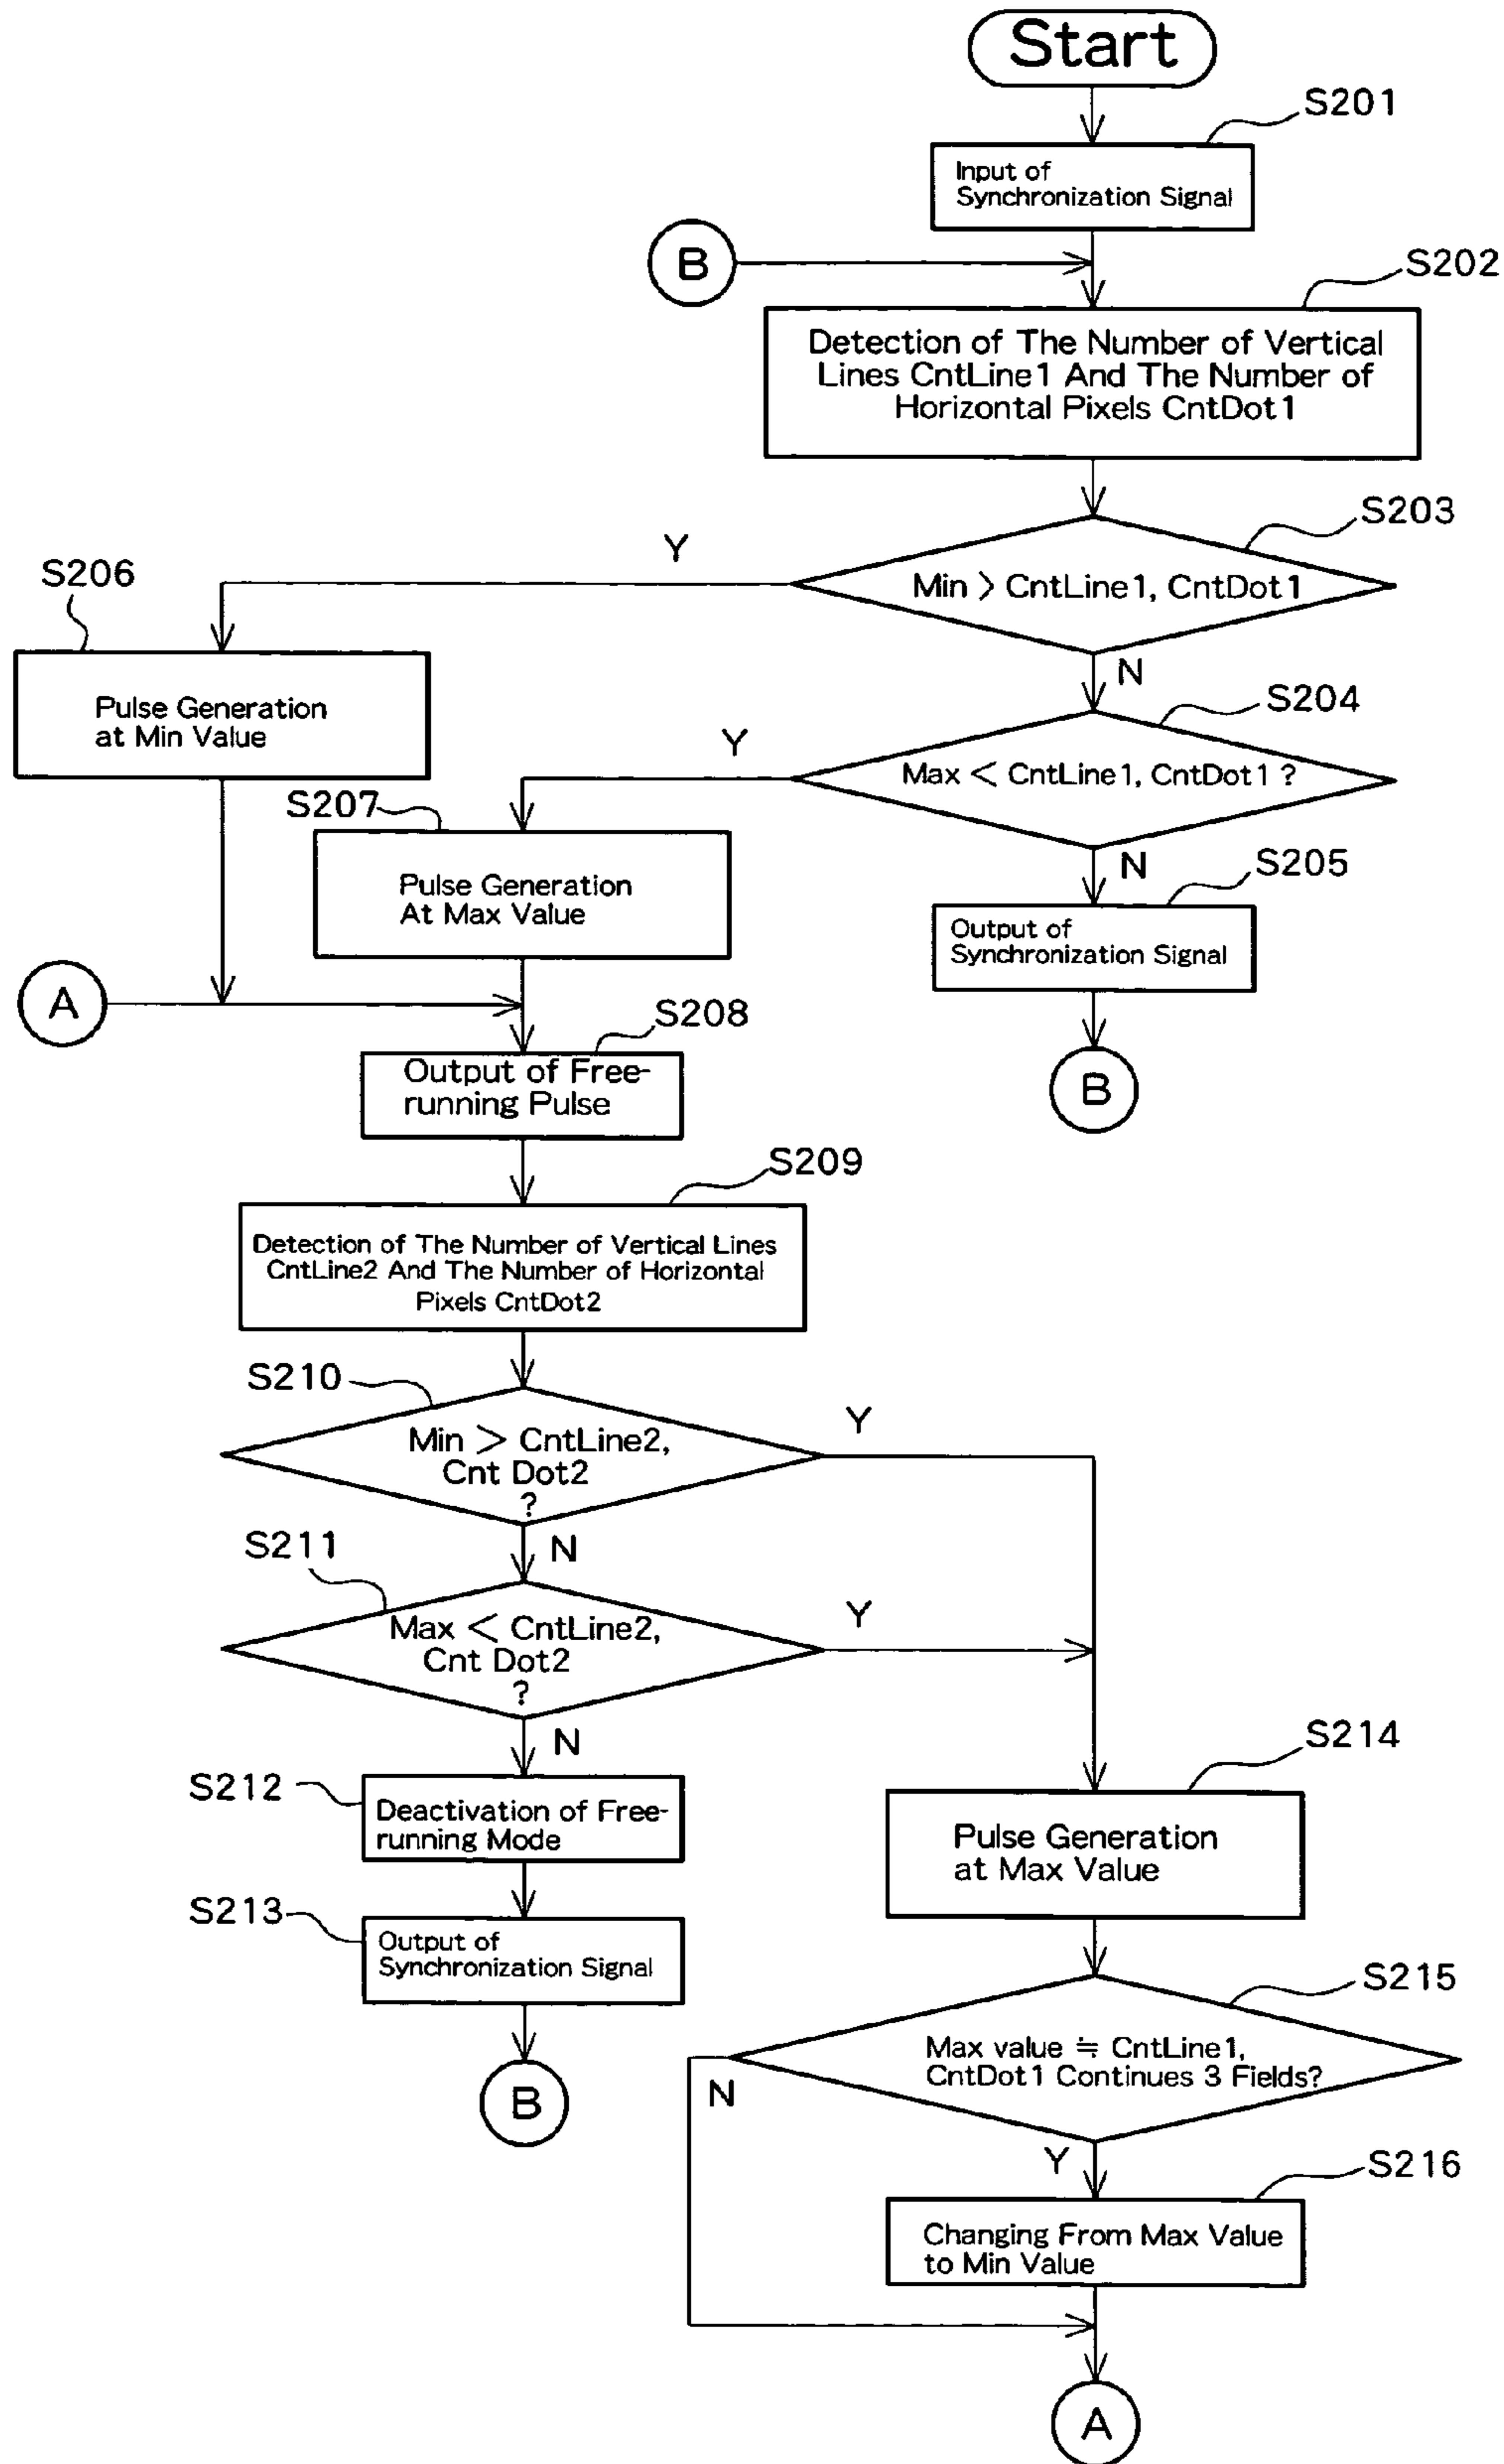 Start
S201
Input of
Synchronization Signal
B
S202
Detection of The Number of Vertical
Lines CntLine1 And The Number of
Horizontal Pixels CntDot1
S203
Y
Min > CntLine1, CntDot1
S206
N
Pulse Generation
at Min Value
S204
Y
Max < CntLine1, CntDot1 ?
S207
N
S205
Pulse Generation
At Max Value
Output of
Synchronization Signal
A
S208
Output of Free-
running Pulse
B
S209
Detection of The Number of Vertical Lines
CntLine2 And The Number of Horizontal
Pixels CntDot2
S210
Y
Min > CntLine2,
Cnt Dot2
?
S211
N
Y
Max < CntLine2,
Cnt Dot2
?
N
S214
S212
Deactivation of Free-
running Mode
Pulse Generation
at Max Value
S213
Output of
Synchronization Signal
S215
Max value ≒ CntLine1,
CntDot1 Continues 3 Fields?
N
B
Y
S216
Changing From Max Value
to Min Value
A